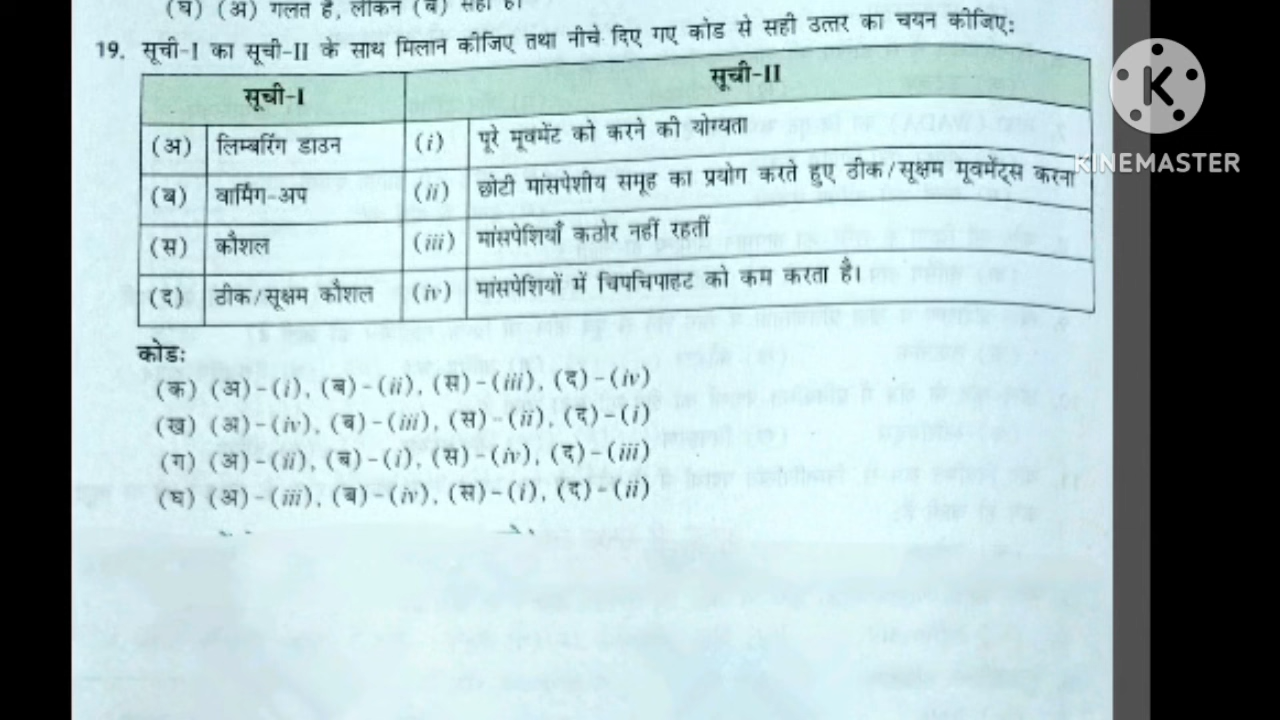 (घ) (अ) गलत है, लेकिन (ब) सही है।
19. सूची-I का सूची-II के साथ मिलान कीजिए तथा नीचे दिए गए कोड से सही उत्तर का चयन कीजिए:
सूची-I सूची-II
(अ) लिम्बरिंग डाउन (i) पूरे मूवमेंट को करने की योग्यता
(ब) वार्मिंग-अप (ii) छोटी मांसपेशीय समूह का प्रयोग करते हुए ठीक/सूक्षम मूवमेंट्स करना
(स) कौशल (iii) मांसपेशियाँ कठोर नहीं रहतीं
(द) ठीक/सूक्षम कौशल (iv) मांसपेशियों में चिपचिपाहट को कम करता है।
कोड:
(क) (अ)-(i), (ब)-(ii), (स)-(iii), (द)-(iv)
(ख) (अ)-(iv), (ब)-(iii), (स)-(ii), (द)-(i)
(ग) (अ)-(ii), (ब)-(i), (स)-(iv), (द)-(iii)
(घ) (अ)-(iii), (ब)-(iv), (स)-(i), (द)-(ii)
K
KINEMASTER